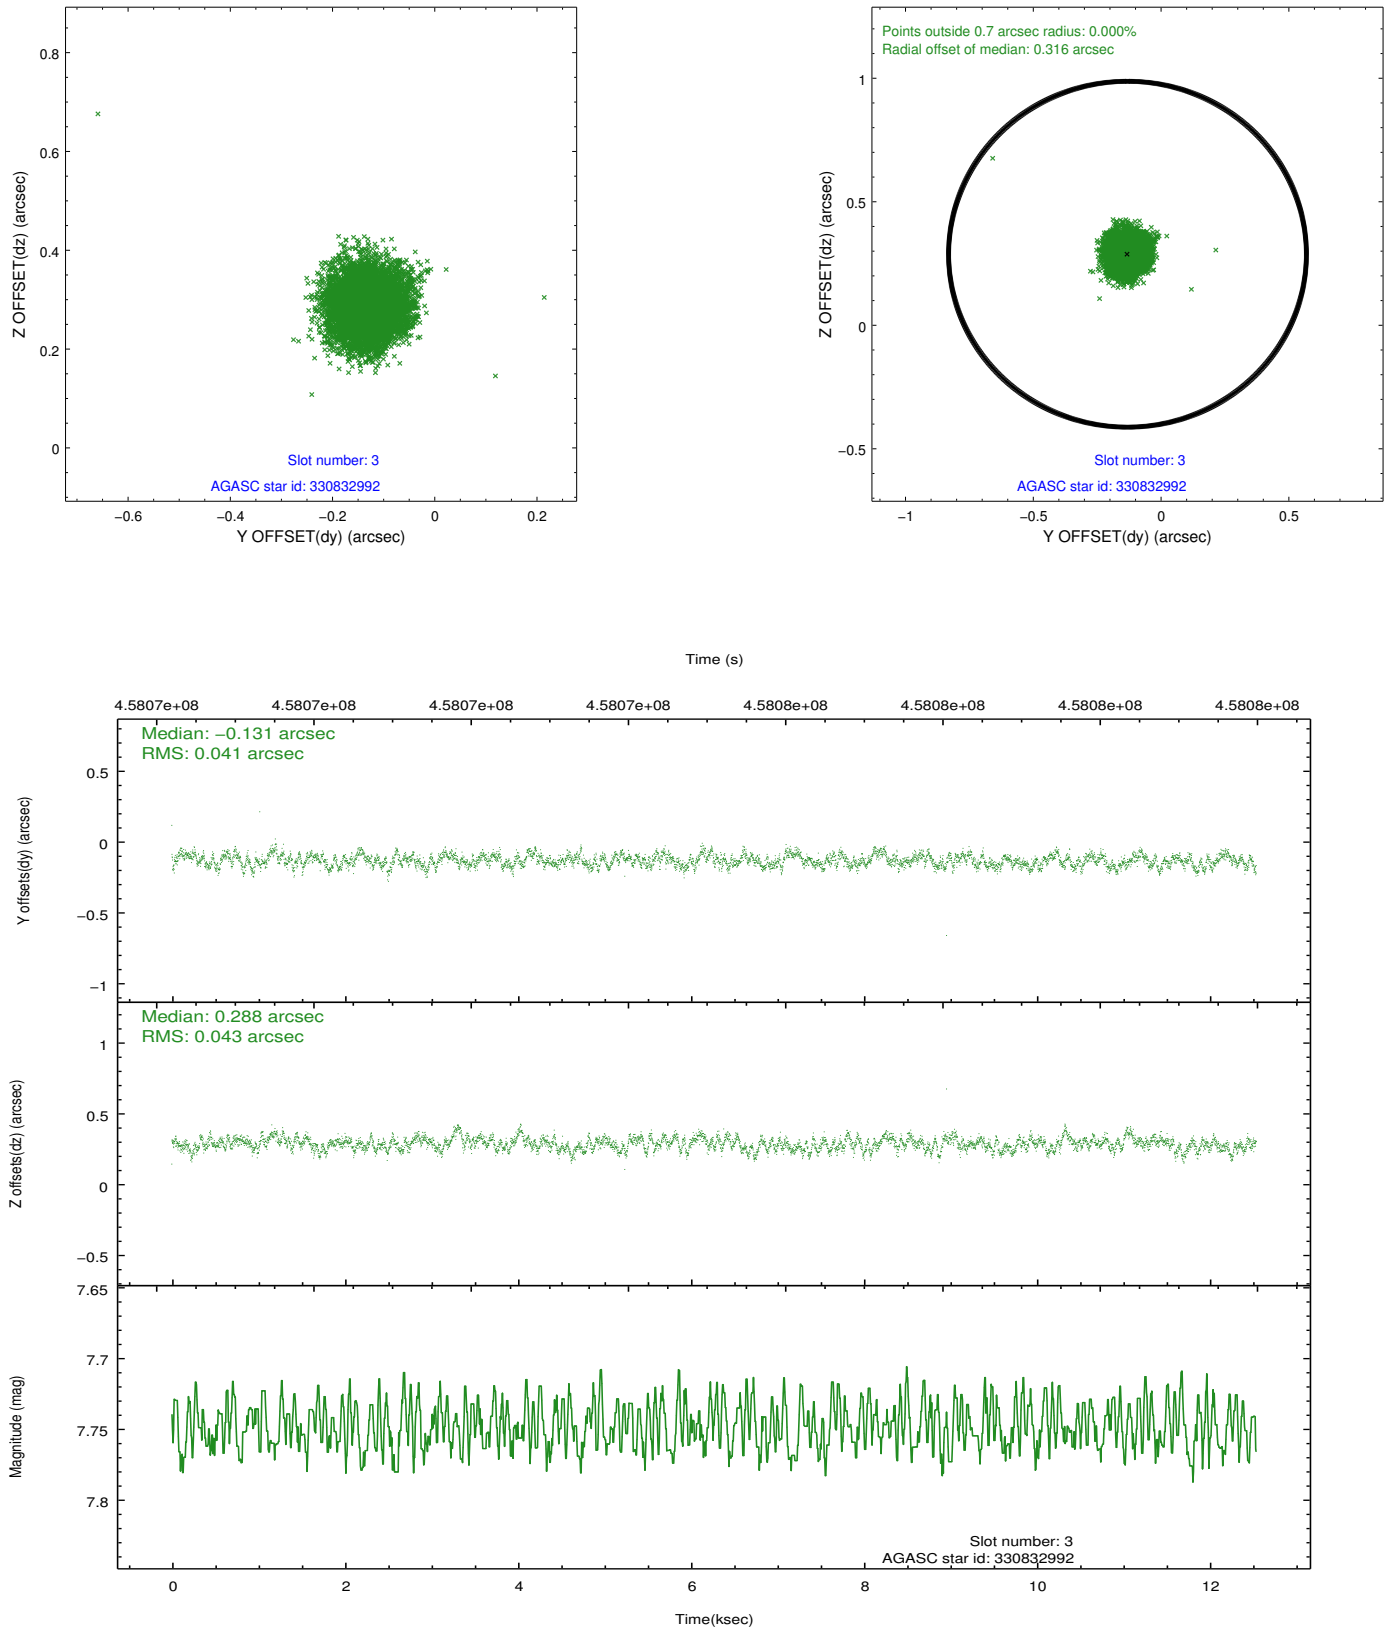 0.8
0.6
0.4
0.2
0
−0.6
−0.4
−0.2
0
0.2
Z OFFSET(dz) (arcsec)
Y OFFSET(dy) (arcsec)
Slot number: 3
AGASC star id: 330832992
Points outside 0.7 arcsec radius: 0.000%
Radial offset of median: 0.316 arcsec
1
0.5
0
−0.5
−1
−0.5
0
0.5
Z OFFSET(dz) (arcsec)
Y OFFSET(dy) (arcsec)
Slot number: 3
AGASC star id: 330832992
Time (s)
4.5807e+08 4.5807e+08 4.5807e+08 4.5807e+08 4.5808e+08 4.5808e+08 4.5808e+08 4.5808e+08
Median: −0.131 arcsec
RMS: 0.041 arcsec
0.5
0
−0.5
−1
Y offsets(dy) (arcsec)
Median: 0.288 arcsec
RMS: 0.043 arcsec
1
0.5
0
−0.5
Z offsets(dz) (arcsec)
7.65
7.7
7.75
7.8
Magnitude (mag)
Slot number: 3
AGASC star id: 330832992
0 2 4 6 8 10 12
Time(ksec)